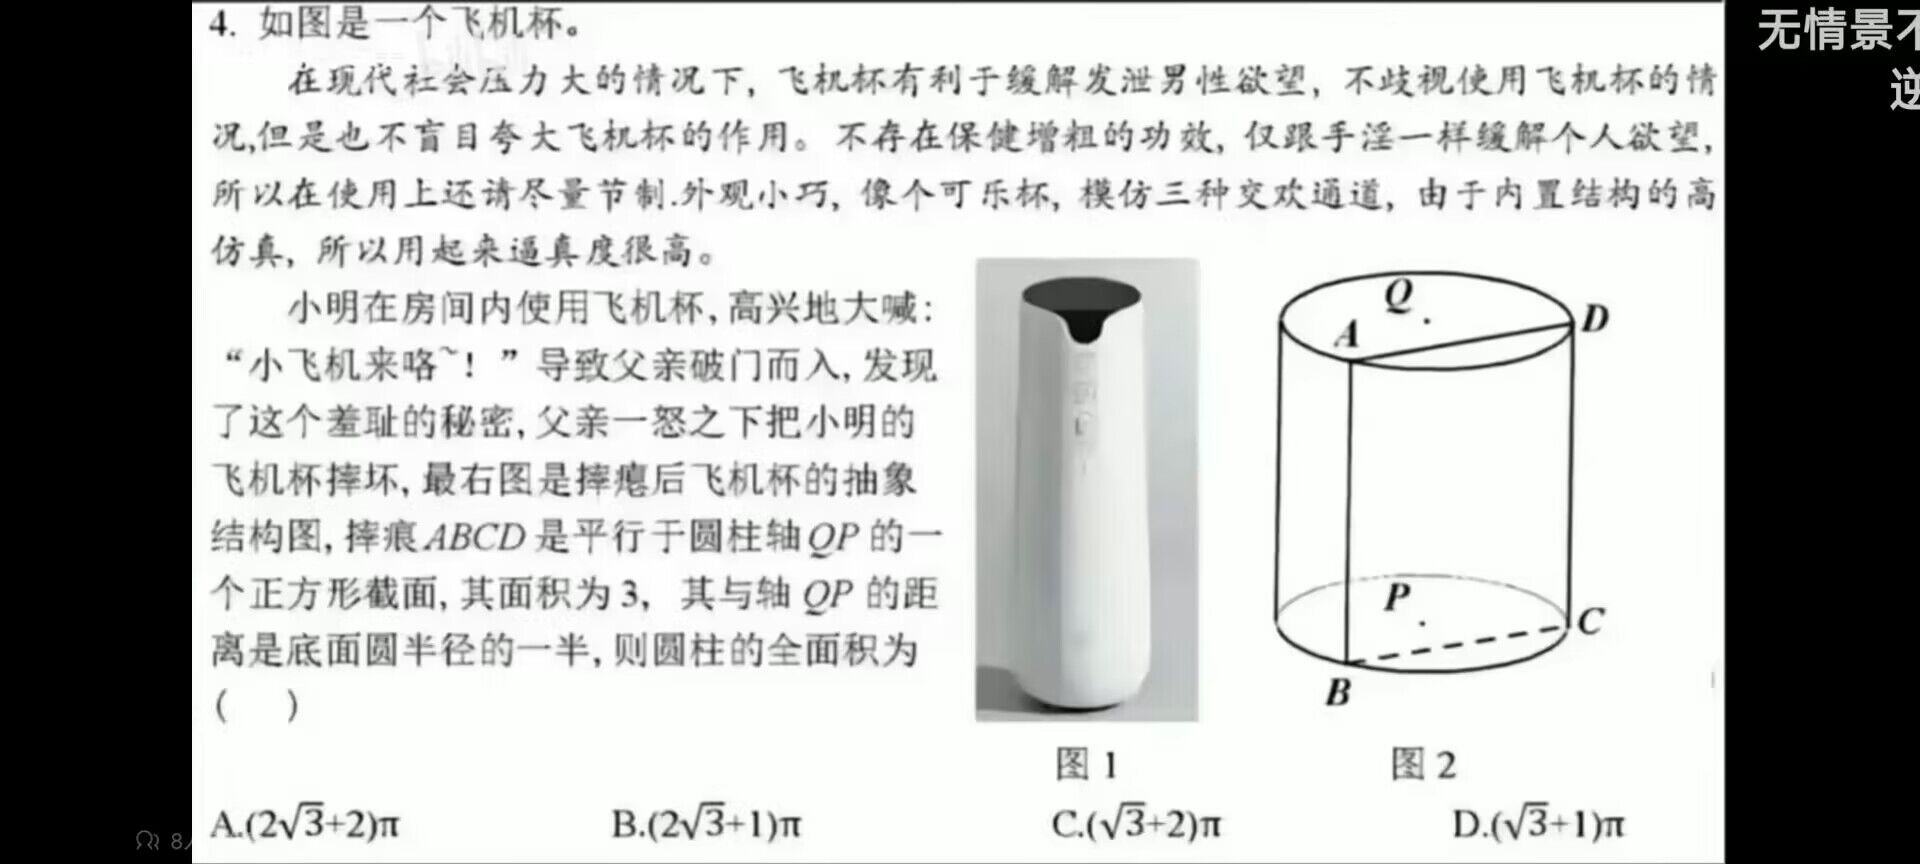 无情景不
逆
4. 如图是一个飞机杯。
在现代社会压力大的情况下，飞机杯有利于缓解发泄男性欲望，不歧视使用飞机杯的情
况,但是也不盲目夸大飞机杯的作用。不存在保健增粗的功效，仅跟手淫一样缓解个人欲望，
所以在使用上还请尽量节制.外观小巧，像个可乐杯，模仿三种交欢通道，由于内置结构的高
仿真，所以用起来逼真度很高。
小明在房间内使用飞机杯，高兴地大喊：
“小飞机来咯~！”导致父亲破门而入，发现
了这个羞耻的秘密，父亲一怒之下把小明的
飞机杯摔坏，最右图是摔瘪后飞机杯的抽象
结构图，摔痕ABCD是平行于圆柱轴QP的一
个正方形截面，其面积为3，其与轴QP的距
离是底面圆半径的一半，则圆柱的全面积为
（ ）
Q
A
D
P
C
B
图1
图2
A.(2√3+2)π
B.(2√3+1)π
C.(√3+2)π
D.(√3+1)π
8/